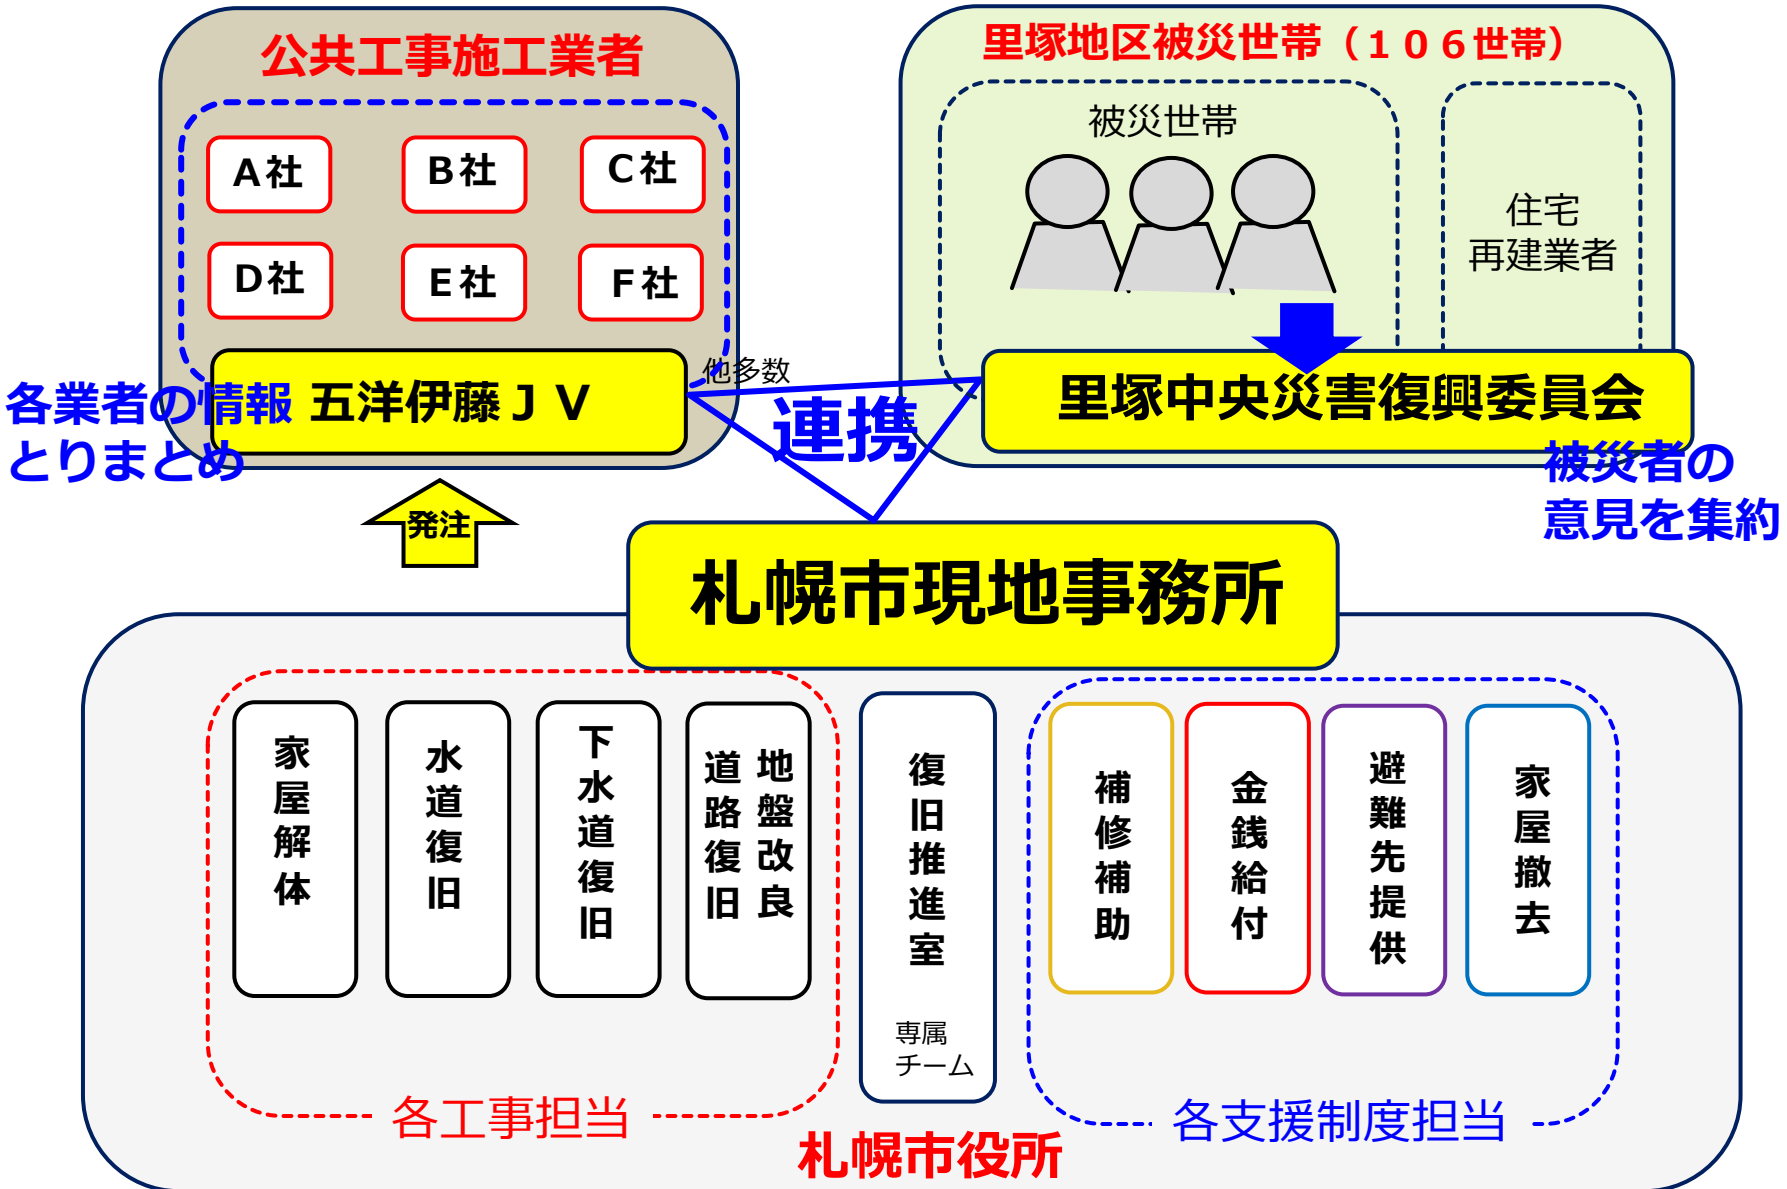 公共工事施工業者
A社
B社
C社
D社
E社
F社
他多数
五洋伊藤ＪＶ
各業者の情報
とりまとめ
発注
連携
里塚地区被災世帯（１０６世帯）
被災世帯
住宅
再建業者
里塚中央災害復興委員会
被災者の
意見を集約
札幌市現地事務所
家屋解体
水道復旧
下水道復旧
地盤改良
道路復旧
各工事担当
復旧推進室
専属
チーム
補修補助
金銭給付
避難先提供
家屋撤去
各支援制度担当
札幌市役所